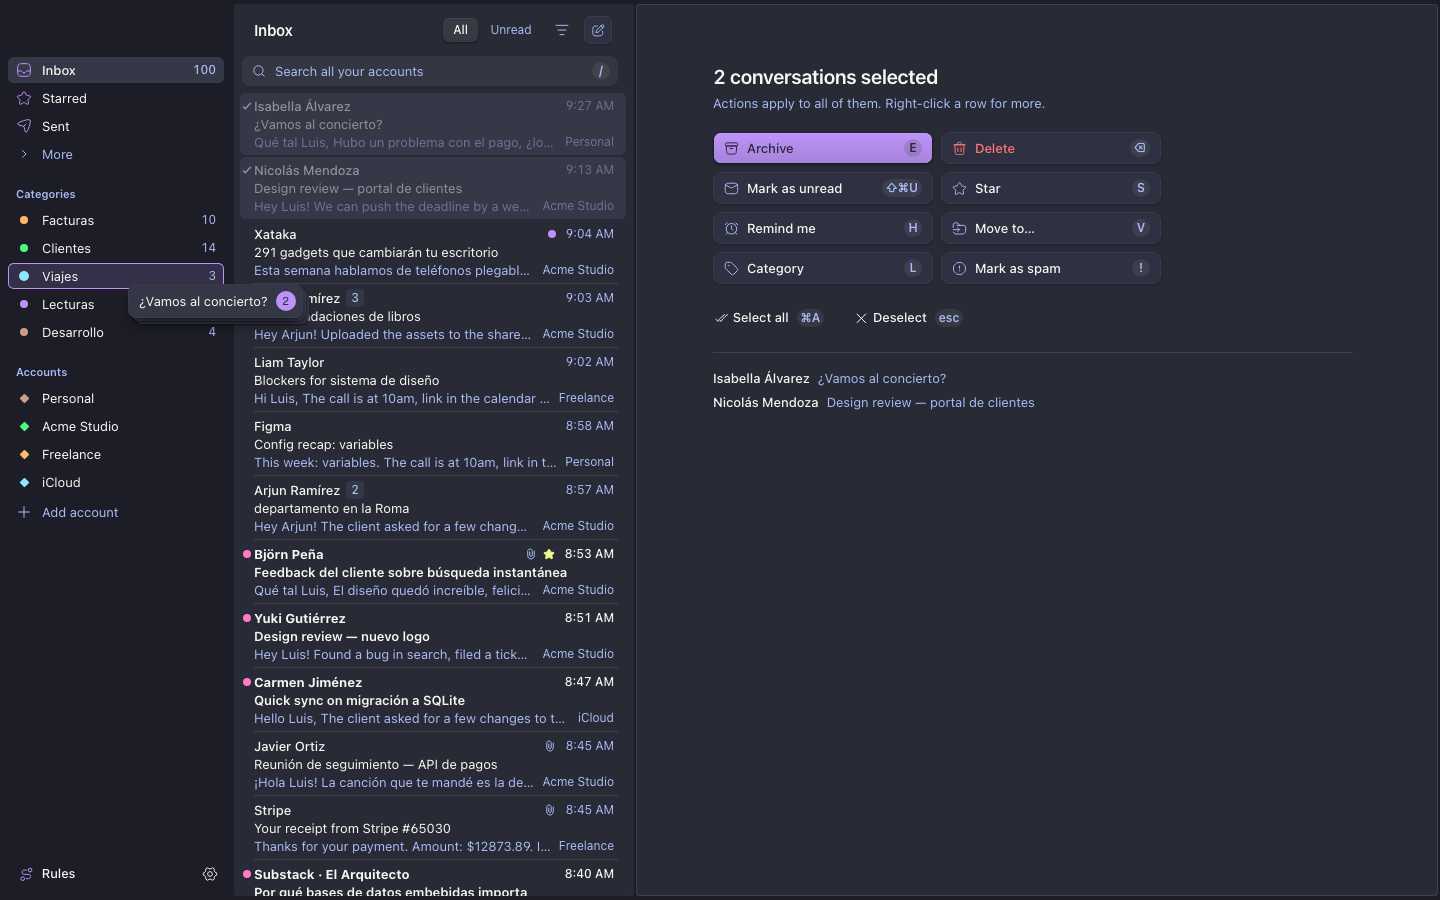 Inbox 100
Starred
Sent
More
Categories
Facturas 10
Clientes 14
Viajes 3
Lecturas
Desarrollo 4
¿Vamos al concierto? 2
Accounts
Personal
Acme Studio
Freelance
iCloud
Add account
Rules
Inbox All Unread
Search all your accounts /
Isabella Álvarez 9:27 AM
¿Vamos al concierto?
Qué tal Luis, Hubo un problema con el pago, ¿lo... Personal
Nicolás Mendoza 9:13 AM
Design review — portal de clientes
Hey Luis! We can push the deadline by a we... Acme Studio
Xataka 9:04 AM
291 gadgets que cambiarán tu escritorio
Esta semana hablamos de teléfonos plegabl... Acme Studio
mírez 3 9:03 AM
ndaciones de libros
Hey Arjun! Uploaded the assets to the share... Acme Studio
Liam Taylor 9:02 AM
Blockers for sistema de diseño
Hi Luis, The call is at 10am, link in the calendar ... Freelance
Figma 8:58 AM
Config recap: variables
This week: variables. The call is at 10am, link in t... Personal
Arjun Ramírez 2 8:57 AM
departamento en la Roma
Hey Arjun! The client asked for a few chang... Acme Studio
Björn Peña 8:53 AM
Feedback del cliente sobre búsqueda instantánea
Qué tal Luis, El diseño quedó increíble, felici... Acme Studio
Yuki Gutiérrez 8:51 AM
Design review — nuevo logo
Hey Luis! Found a bug in search, filed a tick... Acme Studio
Carmen Jiménez 8:47 AM
Quick sync on migración a SQLite
Hello Luis, The client asked for a few changes to t... iCloud
Javier Ortiz 8:45 AM
Reunión de seguimiento — API de pagos
¡Hola Luis! La canción que te mandé es la de... Acme Studio
Stripe 8:45 AM
Your receipt from Stripe #65030
Thanks for your payment. Amount: $12873.89. I... Freelance
Substack · El Arquitecto 8:40 AM
Por qué bases de datos embebidas importa
2 conversations selected
Actions apply to all of them. Right-click a row for more.
Archive E Delete ⌫
Mark as unread ⇧⌘U Star S
Remind me H Move to... V
Category L Mark as spam !
Select all ⌘A Deselect esc
Isabella Álvarez ¿Vamos al concierto?
Nicolás Mendoza Design review — portal de clientes